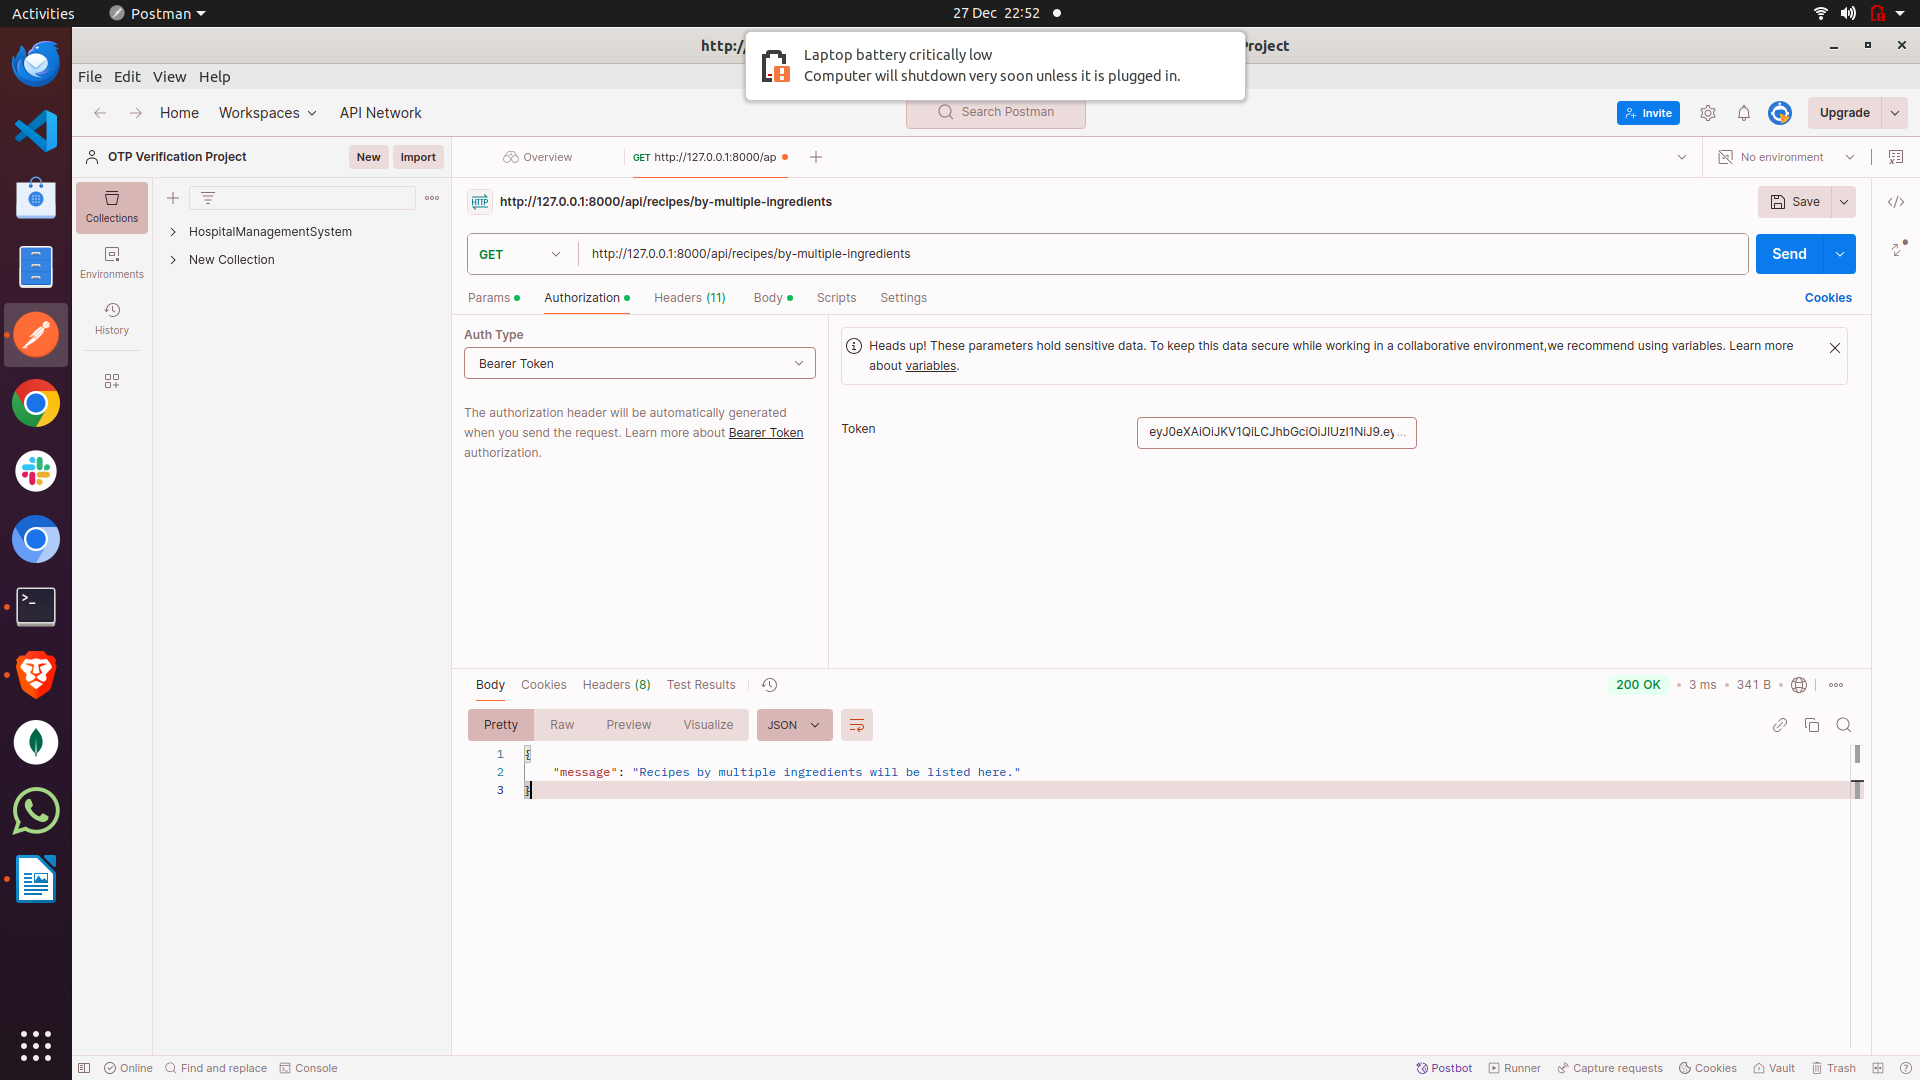 Activities
Postman
27 Dec 22:52
http:/
Project
Laptop battery critically low
Computer will shutdown very soon unless it is plugged in.
File Edit View Help
Home Workspaces API Network
Search Postman
Invite
Upgrade
OTP Verification Project
New Import
Overview
GET http://127.0.0.1:8000/ap
No environment
Collections
HospitalManagementSystem
New Collection
Environments
History
HTTP
http://127.0.0.1:8000/api/recipes/by-multiple-ingredients
Save
GET http://127.0.0.1:8000/api/recipes/by-multiple-ingredients
Send
Params Authorization Headers (11) Body Scripts Settings
Cookies
Auth Type
Bearer Token
The authorization header will be automatically generated
when you send the request. Learn more about Bearer Token
authorization.
Heads up! These parameters hold sensitive data. To keep this data secure while working in a collaborative environment,we recommend using variables. Learn more
about variables.
Token
eyJ0eXAiOiJKV1QiLCJhbGciOiJIUzI1NiJ9.ey...
Body Cookies Headers (8) Test Results
200 OK 3 ms 341 B
Pretty Raw Preview Visualize JSON
1 {
2 "message": "Recipes by multiple ingredients will be listed here."
3 }
Online Find and replace Console
Postbot Runner Capture requests Cookies Vault Trash